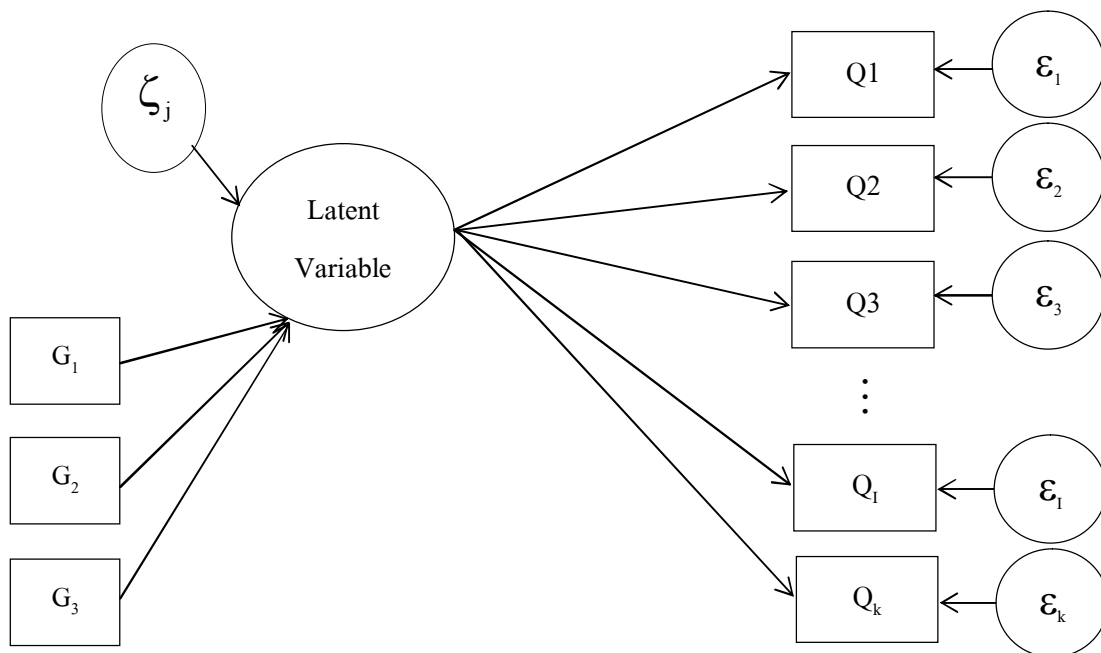 ζj
Latent
Variable
G1
G2
G3
Q1
Q2
Q3
⋮
QI
Qk
ε1
ε2
ε3
εI
εk